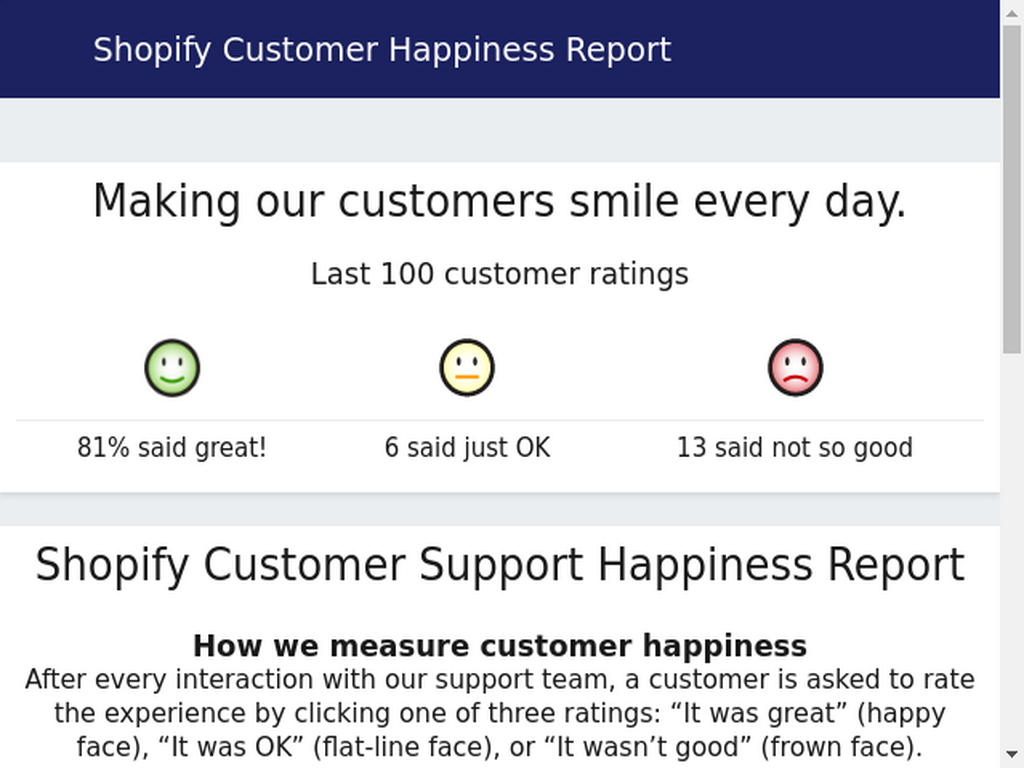 Shopify Customer Happiness Report
Making our customers smile every day.
Last 100 customer ratings
81% said great!
6 said just OK
13 said not so good
Shopify Customer Support Happiness Report
How we measure customer happiness
After every interaction with our support team, a customer is asked to rate
the experience by clicking one of three ratings: “It was great” (happy
face), “It was OK” (flat-line face), or “It wasn’t good” (frown face).